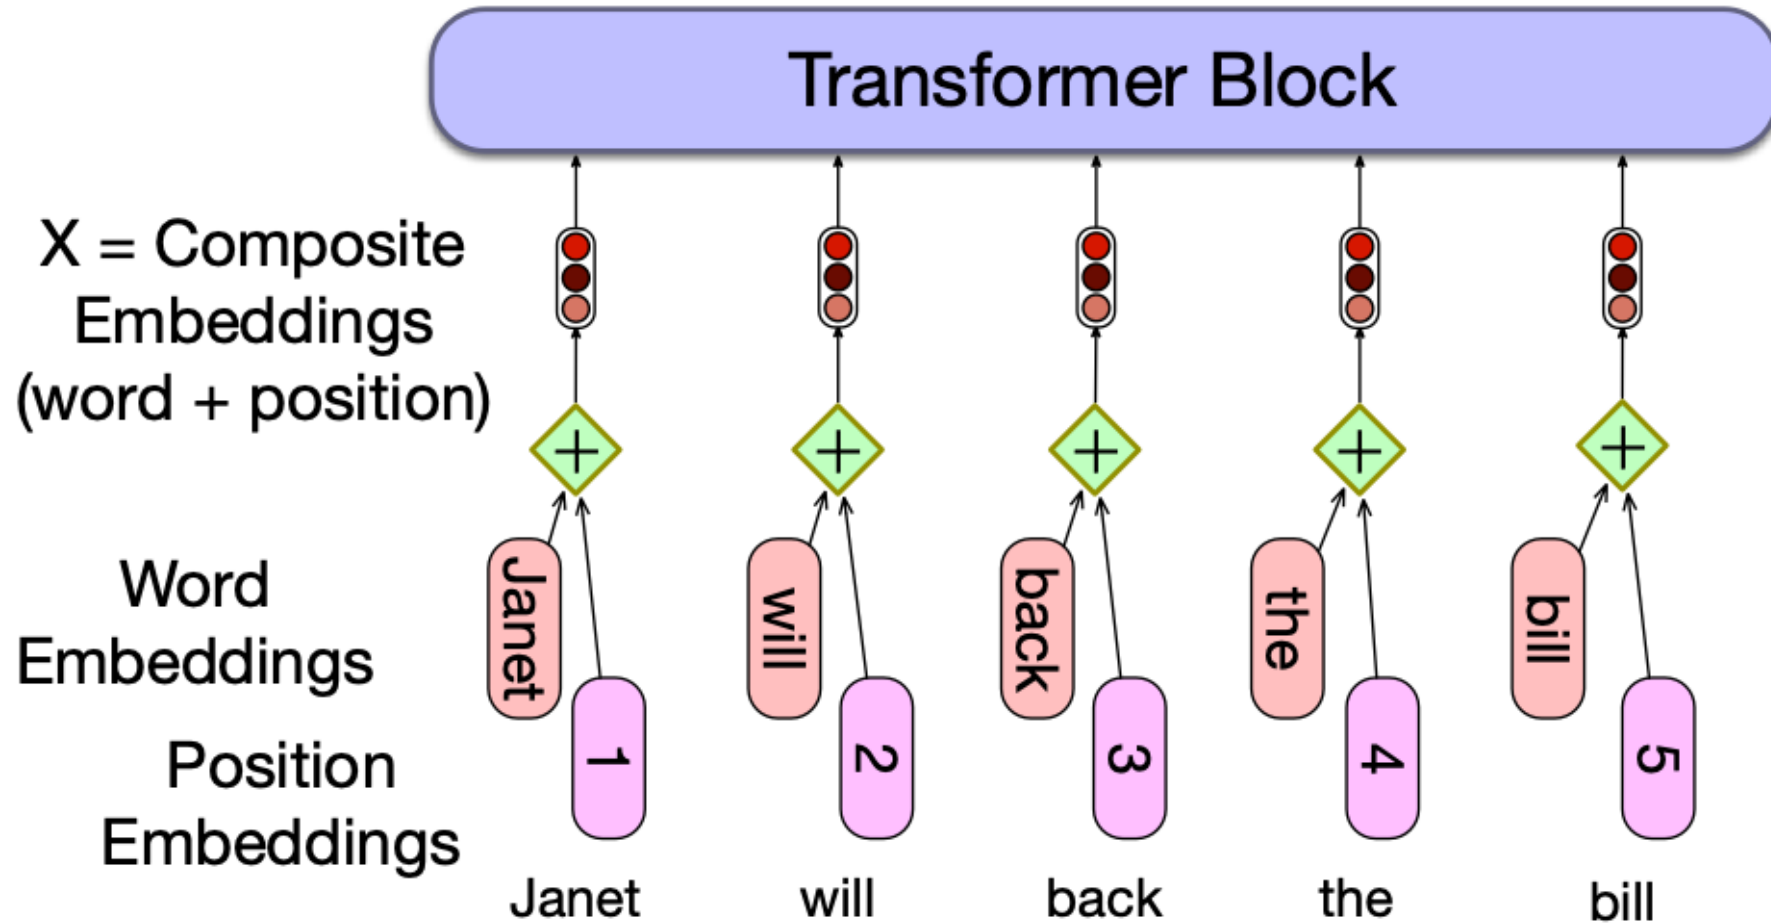 Transformer Block
X = Composite
Embeddings
(word + position)
+ + + + +
Word
Embeddings
Janet will back the bill
Position
Embeddings
1 2 3 4 5
Janet will back the bill